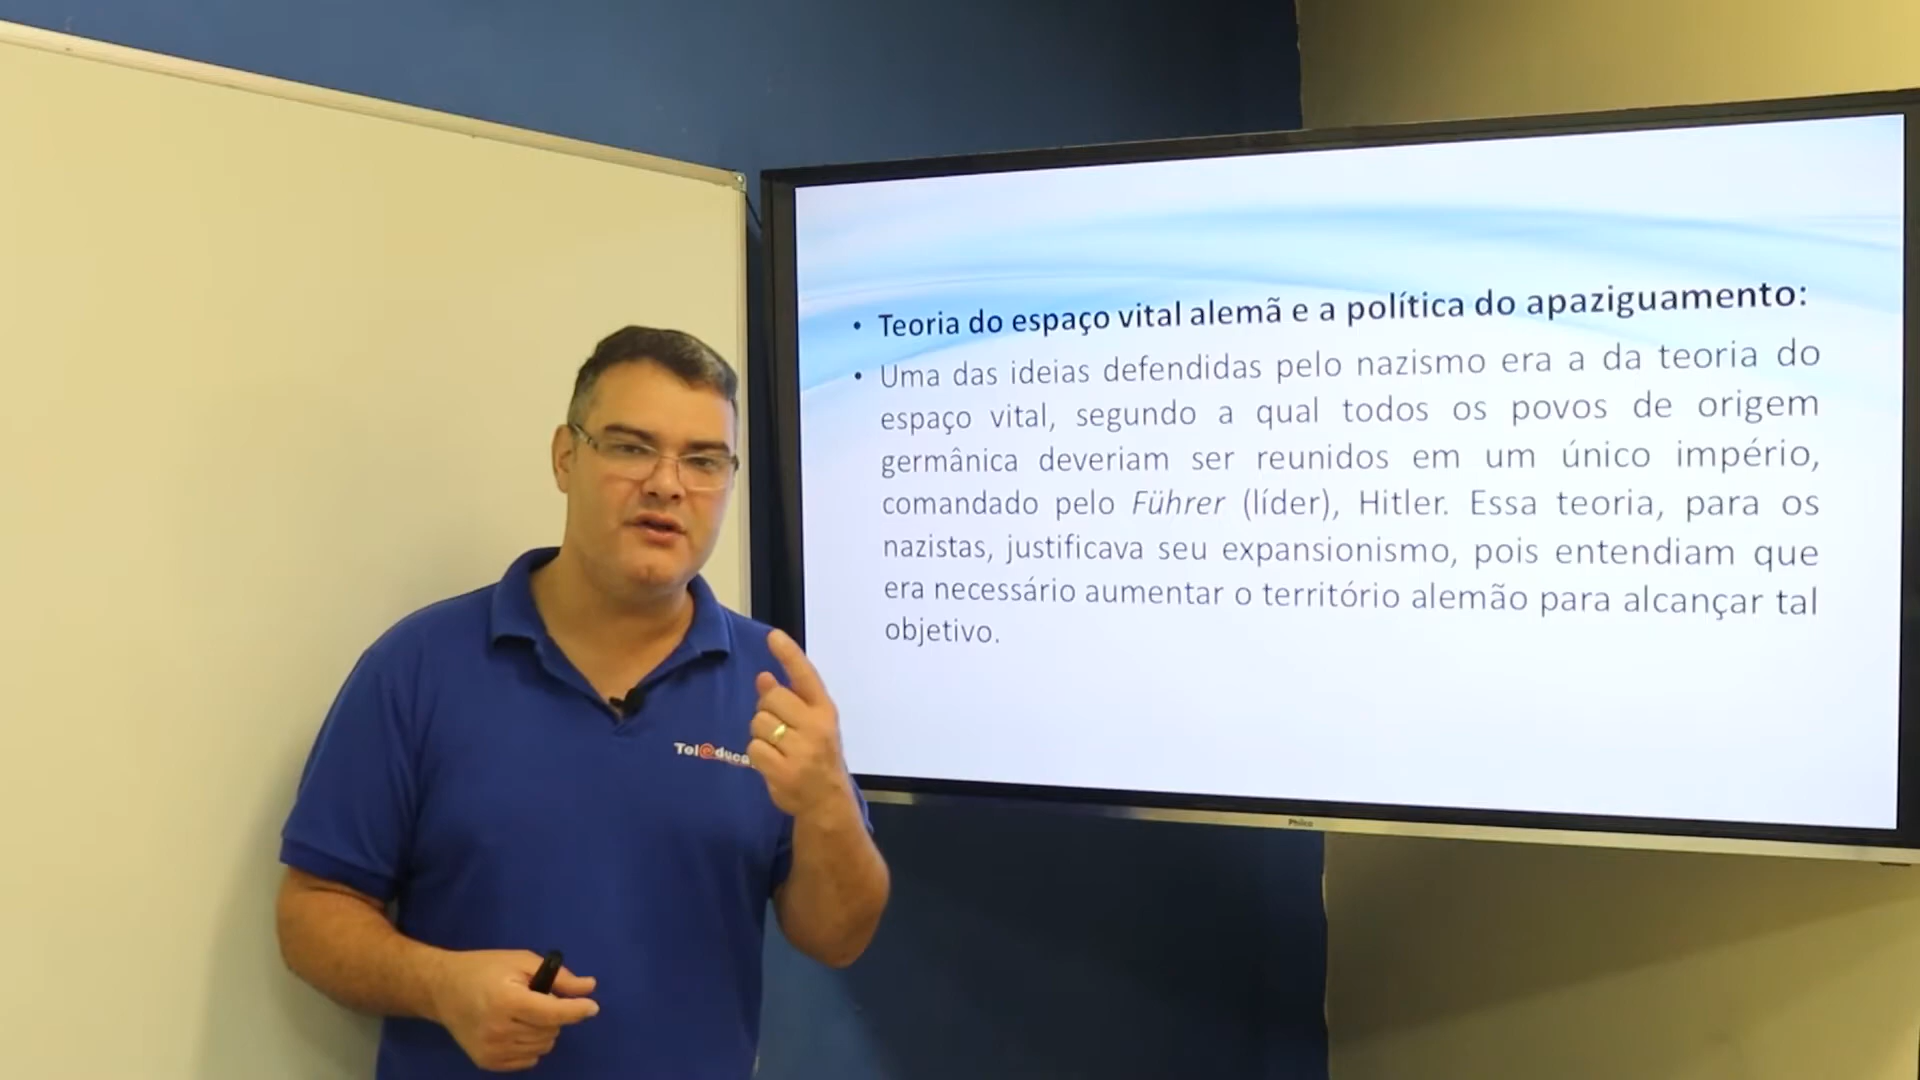 • Teoria do espaço vital alemã e a política do apaziguamento:
• Uma das ideias defendidas pelo nazismo era a da teoria do
espaço vital, segundo a qual todos os povos de origem
germânica deveriam ser reunidos em um único império,
comandado pelo Führer (líder), Hitler. Essa teoria, para os
nazistas, justificava seu expansionismo, pois entendiam que
era necessário aumentar o território alemão para alcançar tal
objetivo.
Tel@duca
Philco